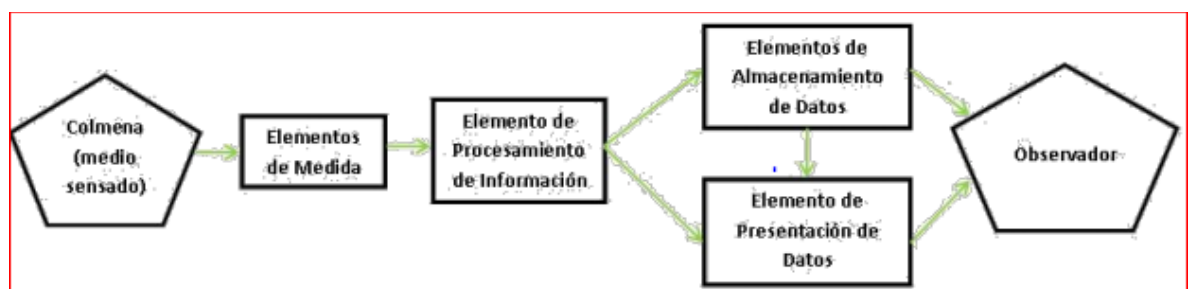 Colmena
(medio
sensado)
Elementos
de Medida
Elemento de
Procesamiento
de Información
Elementos de
Almacenamiento
de Datos
Elemento de
Presentación de
Datos
Observador